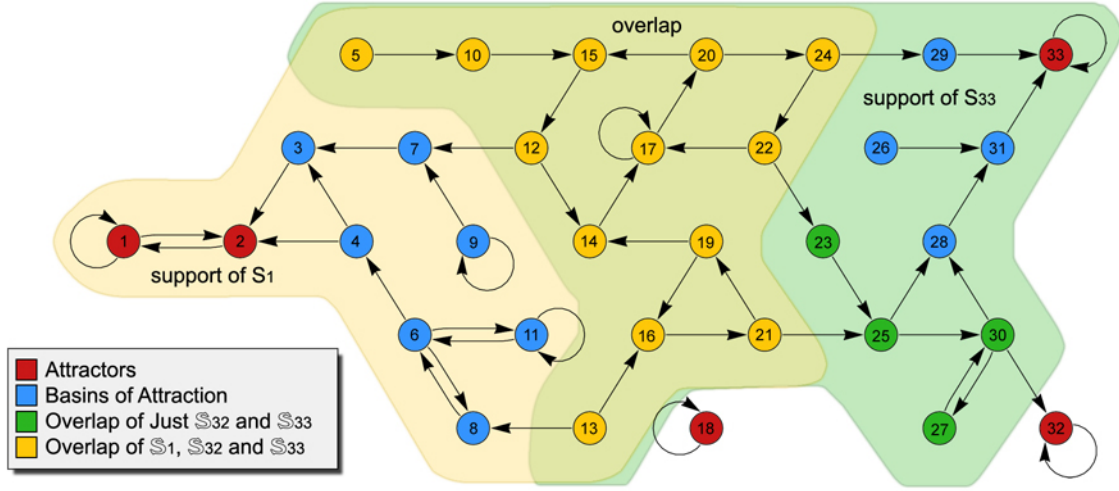 overlap
5 10 15 20 24 29 33
support of S33
3 7 12 17 22 26 31
1 2 4 9 14 19 23 28
support of S1
6 11 16 21 25 30
8 13 18 27 32
Attractors
Basins of Attraction
Overlap of Just 𝕊32 and 𝕊33
Overlap of 𝕊1, 𝕊32 and 𝕊33